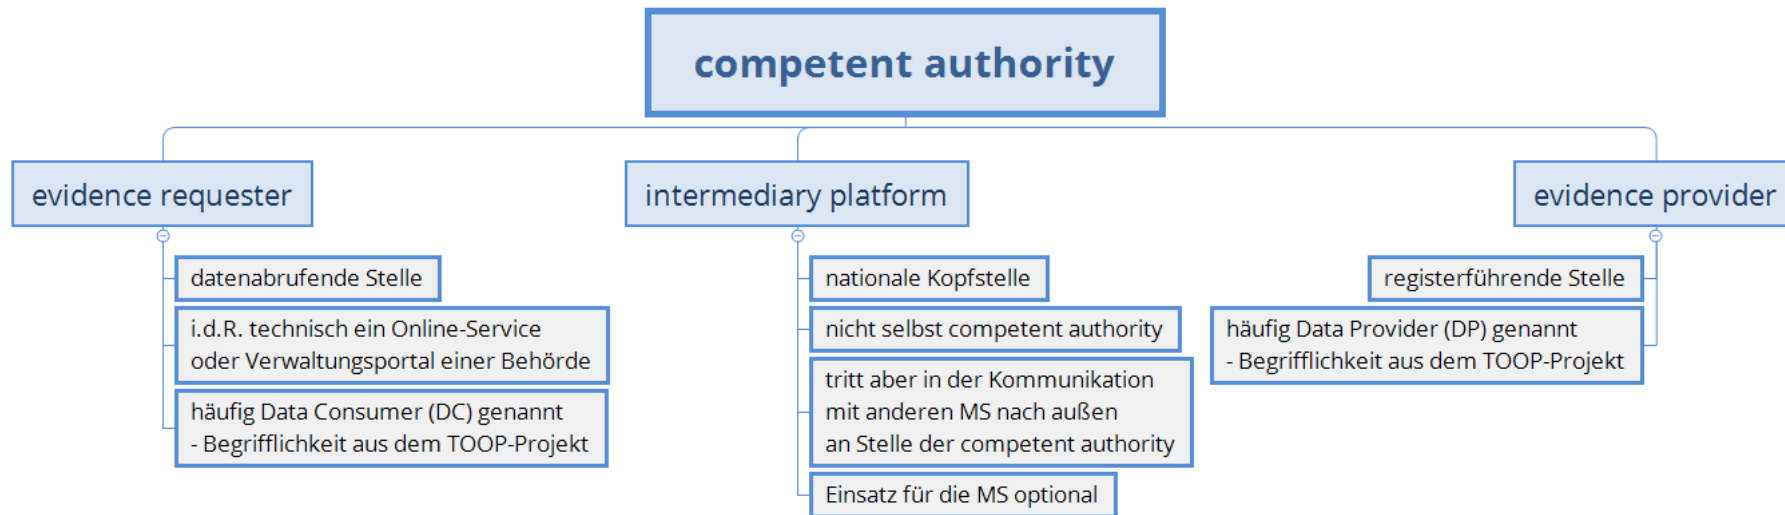 competent authority
evidence requester
datenabrufende Stelle
i.d.R. technisch ein Online-Service
oder Verwaltungsportal einer Behörde
häufig Data Consumer (DC) genannt
- Begrifflichkeit aus dem TOOP-Projekt
intermediary platform
nationale Kopfstelle
nicht selbst competent authority
tritt aber in der Kommunikation
mit anderen MS nach außen
an Stelle der competent authority
Einsatz für die MS optional
evidence provider
registerführende Stelle
häufig Data Provider (DP) genannt
- Begrifflichkeit aus dem TOOP-Projekt